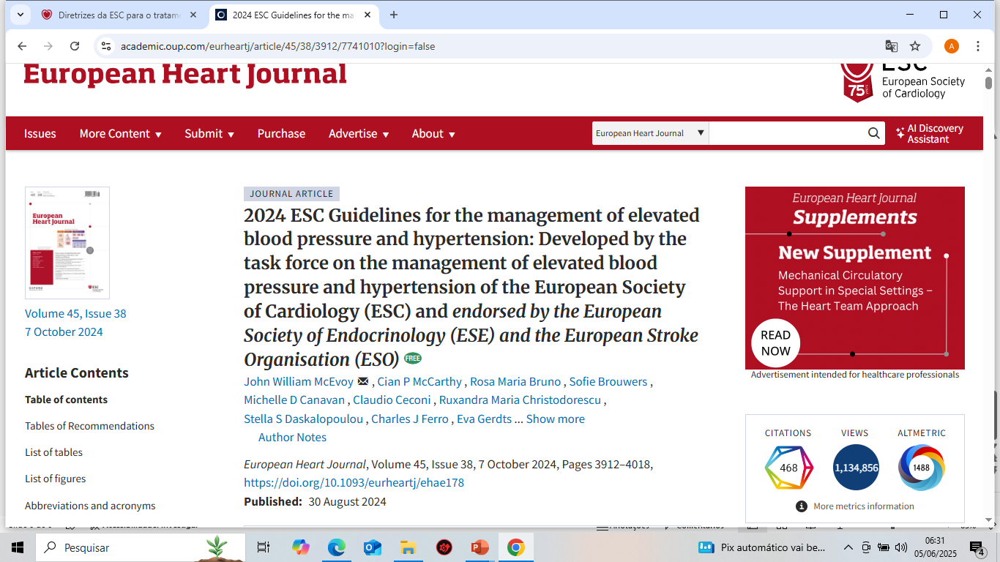 Diretrizes da ESC para o tratam
2024 ESC Guidelines for the ma
academic.oup.com/eurheartj/article/45/38/3912/7741010?login=false
A
European Heart Journal
ESC
75
European Society
of Cardiology
Issues
More Content
Submit
Purchase
Advertise
About
European Heart Journal
AI Discovery
Assistant
European
Heart Journal
Volume 45, Issue 38
7 October 2024
Article Contents
Table of contents
Tables of Recommendations
List of tables
List of figures
Abbreviations and acronyms
JOURNAL ARTICLE
2024 ESC Guidelines for the management of elevated
blood pressure and hypertension: Developed by the
task force on the management of elevated blood
pressure and hypertension of the European Society
of Cardiology (ESC) and endorsed by the European
Society of Endocrinology (ESE) and the European Stroke
Organisation (ESO) FREE
John William McEvoy , Cian P McCarthy , Rosa Maria Bruno , Sofie Brouwers ,
Michelle D Canavan , Claudio Ceconi , Ruxandra Maria Christodorescu ,
Stella S Daskalopoulou , Charles J Ferro , Eva Gerdts ... Show more
Author Notes
European Heart Journal, Volume 45, Issue 38, 7 October 2024, Pages 3912–4018,
https://doi.org/10.1093/eurheartj/ehae178
Published: 30 August 2024
European Heart Journal
Supplements
New Supplement
Mechanical Circulatory
Support in Special Settings –
The Heart Team Approach
READ
NOW
Advertisement intended for healthcare professionals
CITATIONS
VIEWS
ALTMETRIC
468
1,134,856
1488
More metrics information
Pesquisar
Pix automático vai be...
06:31
05/06/2025
4